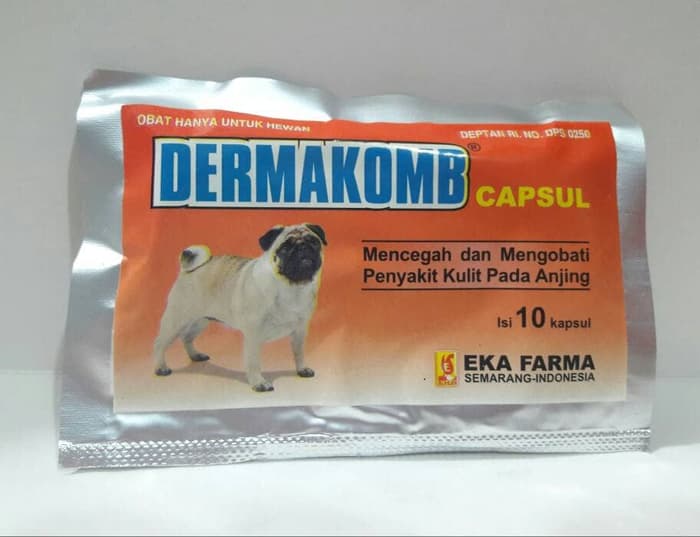 OBAT HANYA UNTUK HEWAN
DEPTAN RI. NO. DPS 0250
DERMAKOMB®
CAPSUL
Mencegah dan Mengobati
Penyakit Kulit Pada Anjing
Isi 10 kapsul
EKA FARMA
SEMARANG-INDONESIA